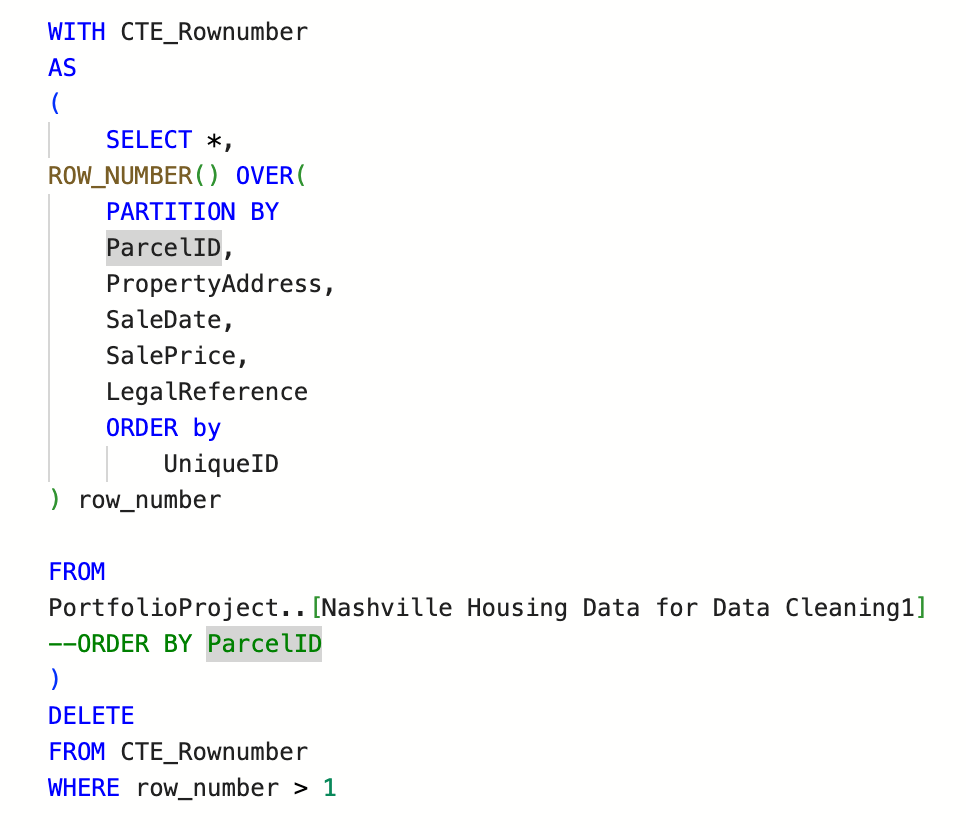 WITH CTE_Rownumber
AS
(
SELECT *,
ROW_NUMBER() OVER(
PARTITION BY
ParcelID,
PropertyAddress,
SaleDate,
SalePrice,
LegalReference
ORDER by
UniqueID
) row_number
FROM
PortfolioProject..[Nashville Housing Data for Data Cleaning1]
--ORDER BY ParcelID
)
DELETE
FROM CTE_Rownumber
WHERE row_number > 1